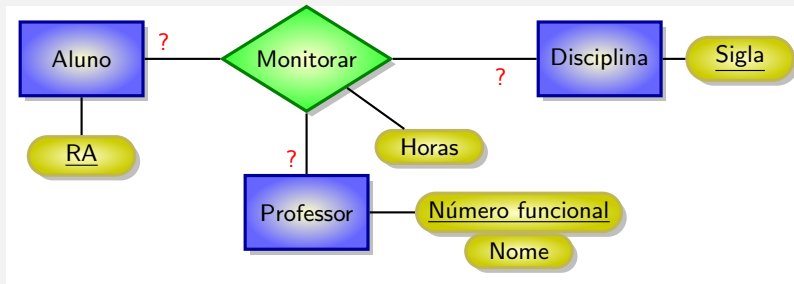 ?
Aluno
Monitorar
Disciplina
Sigla
?
Horas
RA
?
Professor
Número funcional
Nome